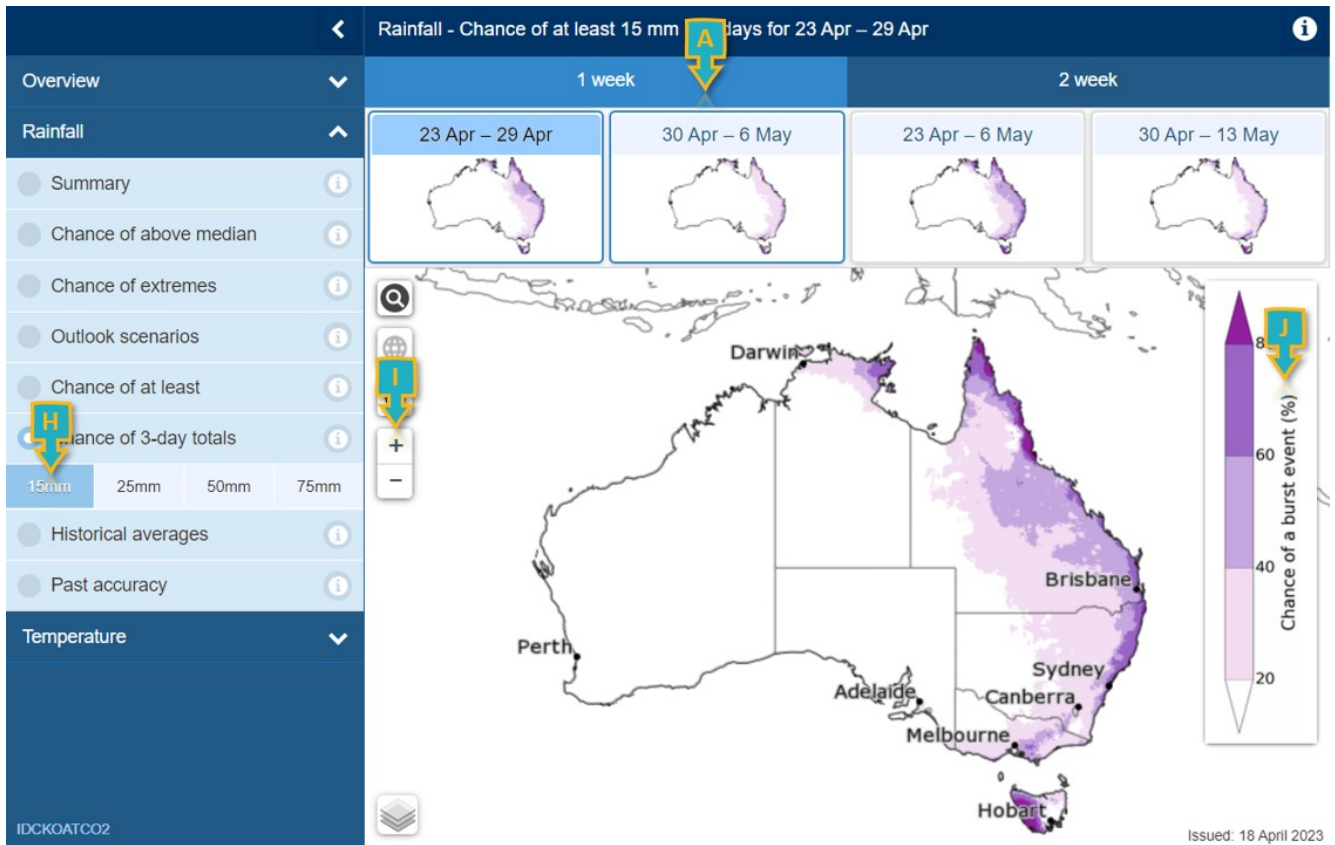 Rainfall - Chance of at least 15 mm days for 23 Apr – 29 Apr
A
Overview
1 week
2 week
Rainfall
23 Apr – 29 Apr
30 Apr – 6 May
23 Apr – 6 May
30 Apr – 13 May
Summary
Chance of above median
Chance of extremes
Outlook scenarios
Chance of at least
Chance of 3-day totals
H
15mm
25mm
50mm
75mm
Historical averages
Past accuracy
Temperature
IDCKOATCO2
I
+
−
Darwin
Brisbane
Perth
Sydney
Adelaide
Canberra
Melbourne
Hobart
J
60
40
20
Chance of a burst event (%)
Issued: 18 April 2023